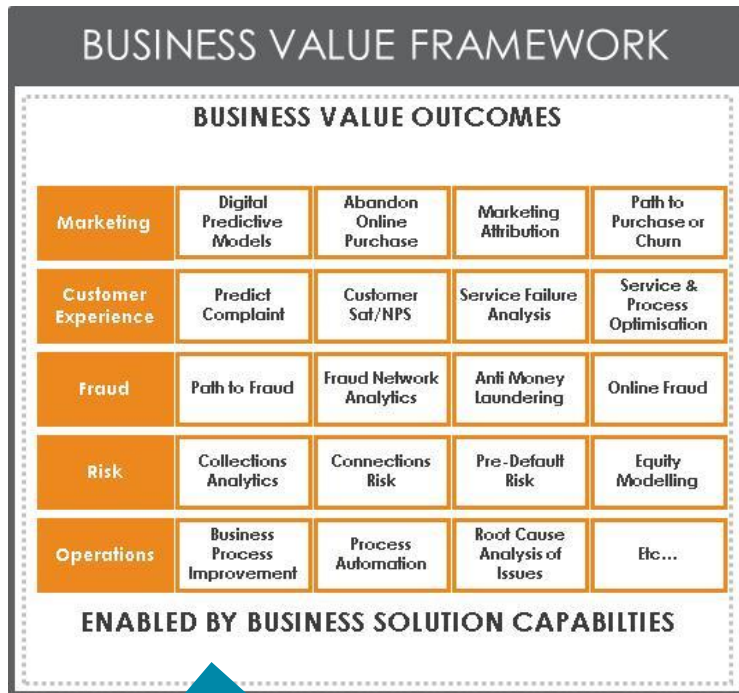 BUSINESS VALUE FRAMEWORK
BUSINESS VALUE OUTCOMES
Marketing
Digital
Predictive
Models
Abandon
Online
Purchase
Marketing
Attribution
Path to
Purchase or
Churn
Customer
Experience
Predict
Complaint
Customer
Sat/NPS
Service Failure
Analysis
Service &
Process
Optimisation
Fraud
Path to Fraud
Fraud Network
Analytics
Anti Money
Laundering
Online Fraud
Risk
Collections
Analytics
Connections
Risk
Pre-Default
Risk
Equity
Modelling
Operations
Business
Process
Improvement
Process
Automation
Root Cause
Analysis of
Issues
Etc...
ENABLED BY BUSINESS SOLUTION CAPABILTIES